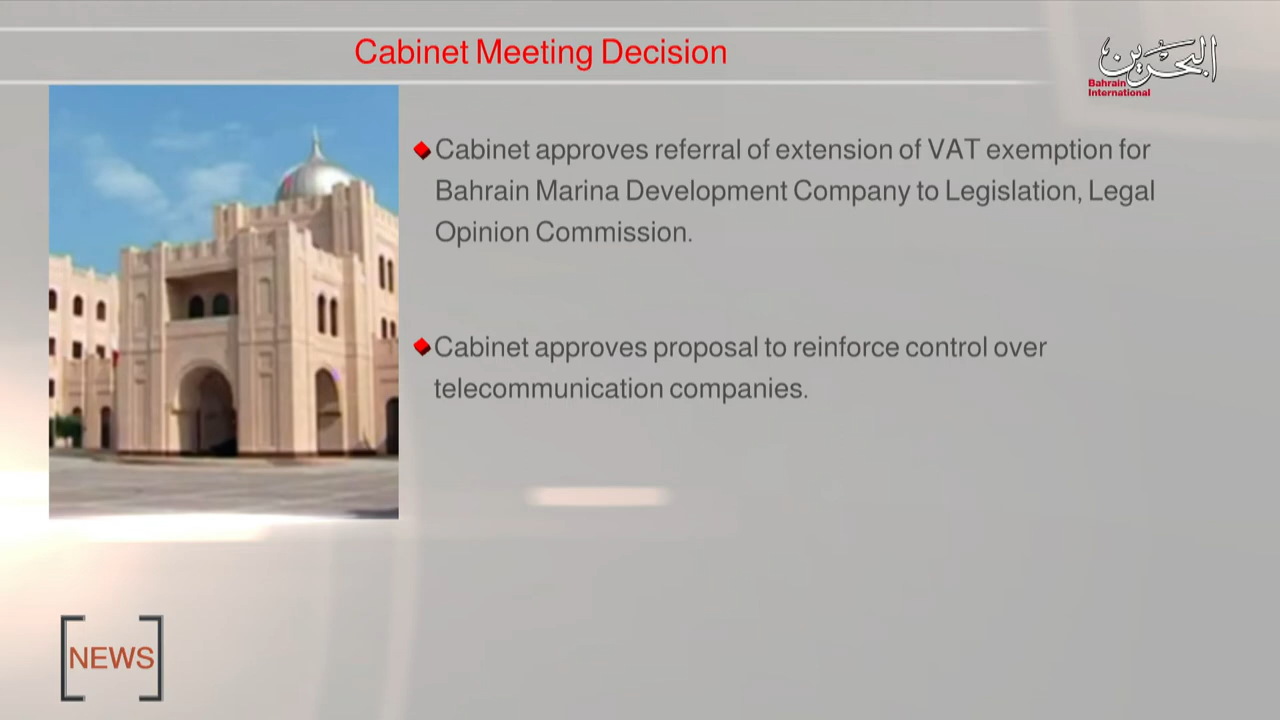 Cabinet Meeting Decision
البحرين
Bahrain
International
Cabinet approves referral of extension of VAT exemption for
Bahrain Marina Development Company to Legislation, Legal
Opinion Commission.
Cabinet approves proposal to reinforce control over
telecommunication companies.
NEWS